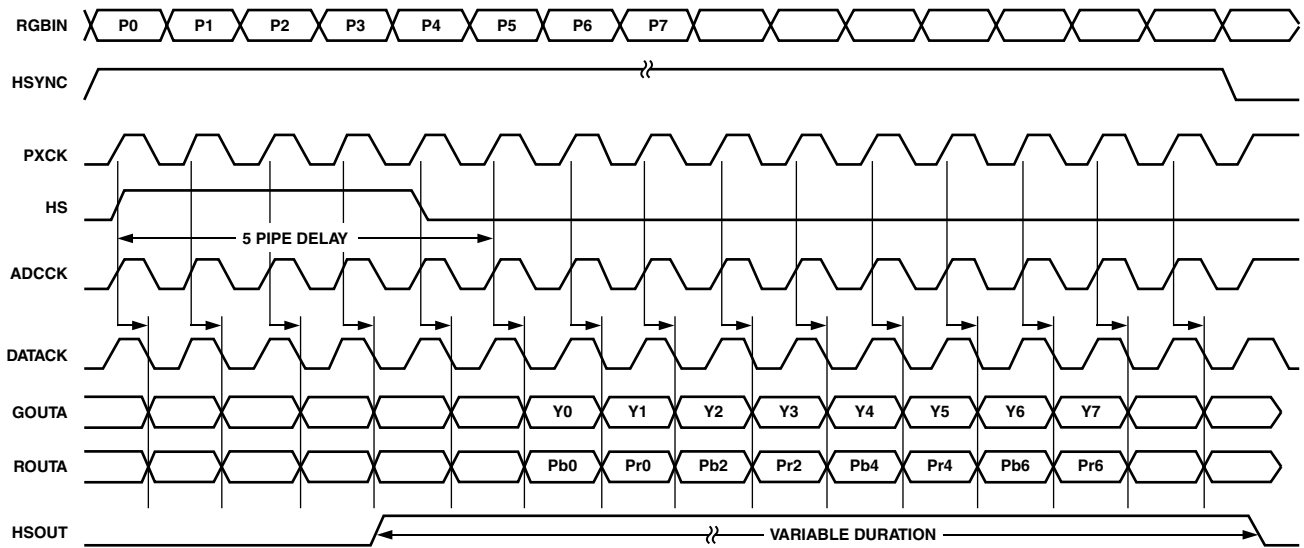 RGBIN P0 P1 P2 P3 P4 P5 P6 P7
HSYNC
PXCK
HS
5 PIPE DELAY
ADCCK
DATACK
GOUTA Y0 Y1 Y2 Y3 Y4 Y5 Y6 Y7
ROUTA Pb0 Pr0 Pb2 Pr2 Pb4 Pr4 Pb6 Pr6
HSOUT VARIABLE DURATION